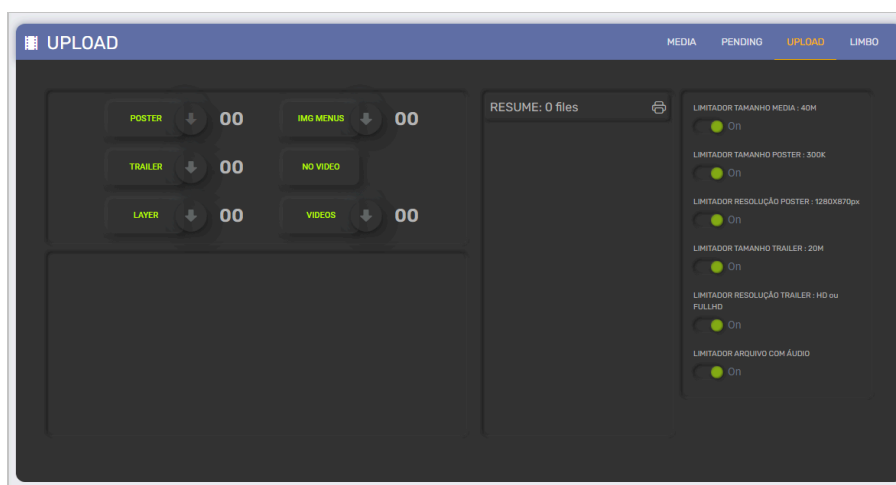 UPLOAD
MEDIA PENDING UPLOAD LIMBO
POSTER 00 IMG MENUS 00
TRAILER 00 NO VIDEO
LAYER 00 VIDEOS 00
RESUME: 0 files
LIMITADOR TAMANHO MEDIA : 40M
On
LIMITADOR TAMANHO POSTER : 300K
On
LIMITADOR RESOLUÇÃO POSTER : 1280X870px
On
LIMITADOR TAMANHO TRAILER : 20M
On
LIMITADOR RESOLUÇÃO TRAILER : HD ou
FULLHD
On
LIMITADOR ARQUIVO COM ÁUDIO
On